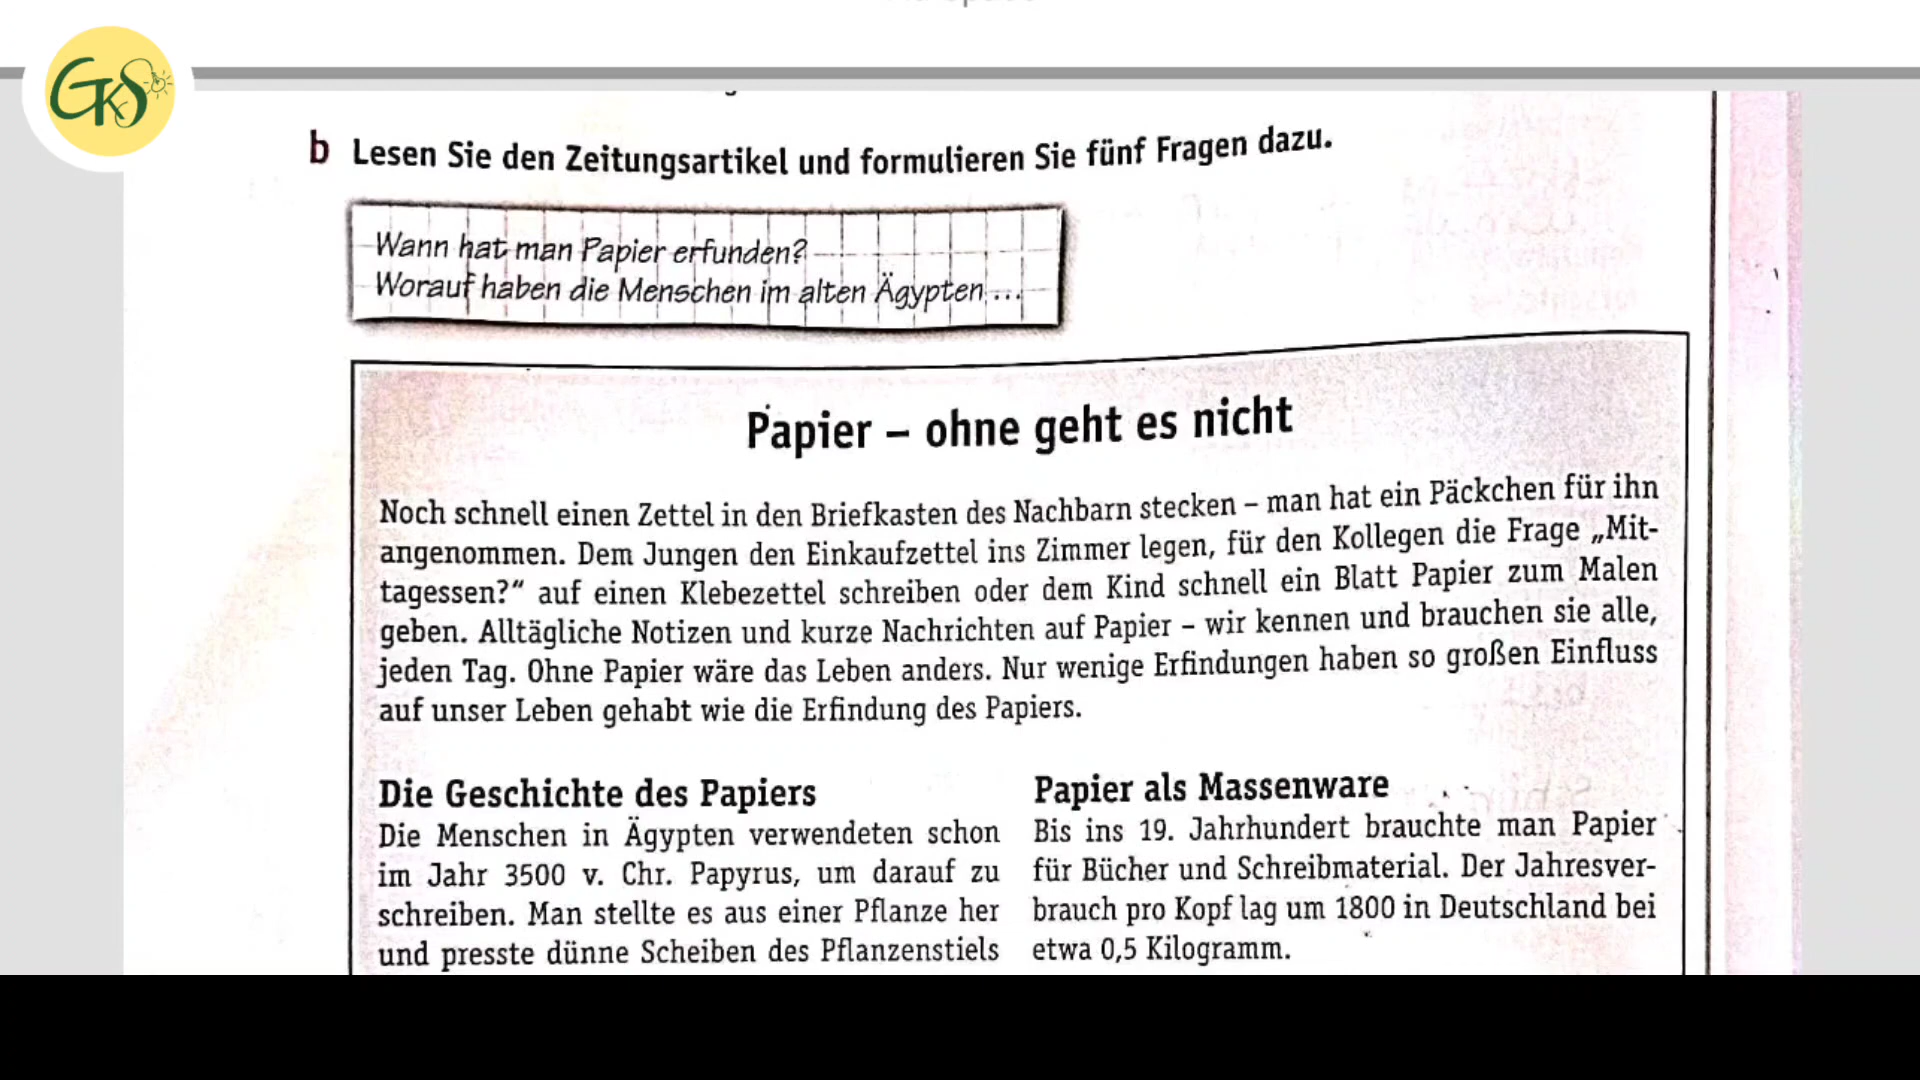 GKS
b Lesen Sie den Zeitungsartikel und formulieren Sie fünf Fragen dazu.
Wann hat man Papier erfunden?
Worauf haben die Menschen im alten Ägypten ...
Papier – ohne geht es nicht
Noch schnell einen Zettel in den Briefkasten des Nachbarn stecken – man hat ein Päckchen für ihn
angenommen. Dem Jungen den Einkaufzettel ins Zimmer legen, für den Kollegen die Frage „Mit-
tagessen?“ auf einen Klebezettel schreiben oder dem Kind schnell ein Blatt Papier zum Malen
geben. Alltägliche Notizen und kurze Nachrichten auf Papier – wir kennen und brauchen sie alle,
jeden Tag. Ohne Papier wäre das Leben anders. Nur wenige Erfindungen haben so großen Einfluss
auf unser Leben gehabt wie die Erfindung des Papiers.
Die Geschichte des Papiers
Die Menschen in Ägypten verwendeten schon
im Jahr 3500 v. Chr. Papyrus, um darauf zu
schreiben. Man stellte es aus einer Pflanze her
und presste dünne Scheiben des Pflanzenstiels
Papier als Massenware
Bis ins 19. Jahrhundert brauchte man Papier
für Bücher und Schreibmaterial. Der Jahresver-
brauch pro Kopf lag um 1800 in Deutschland bei
etwa 0,5 Kilogramm.